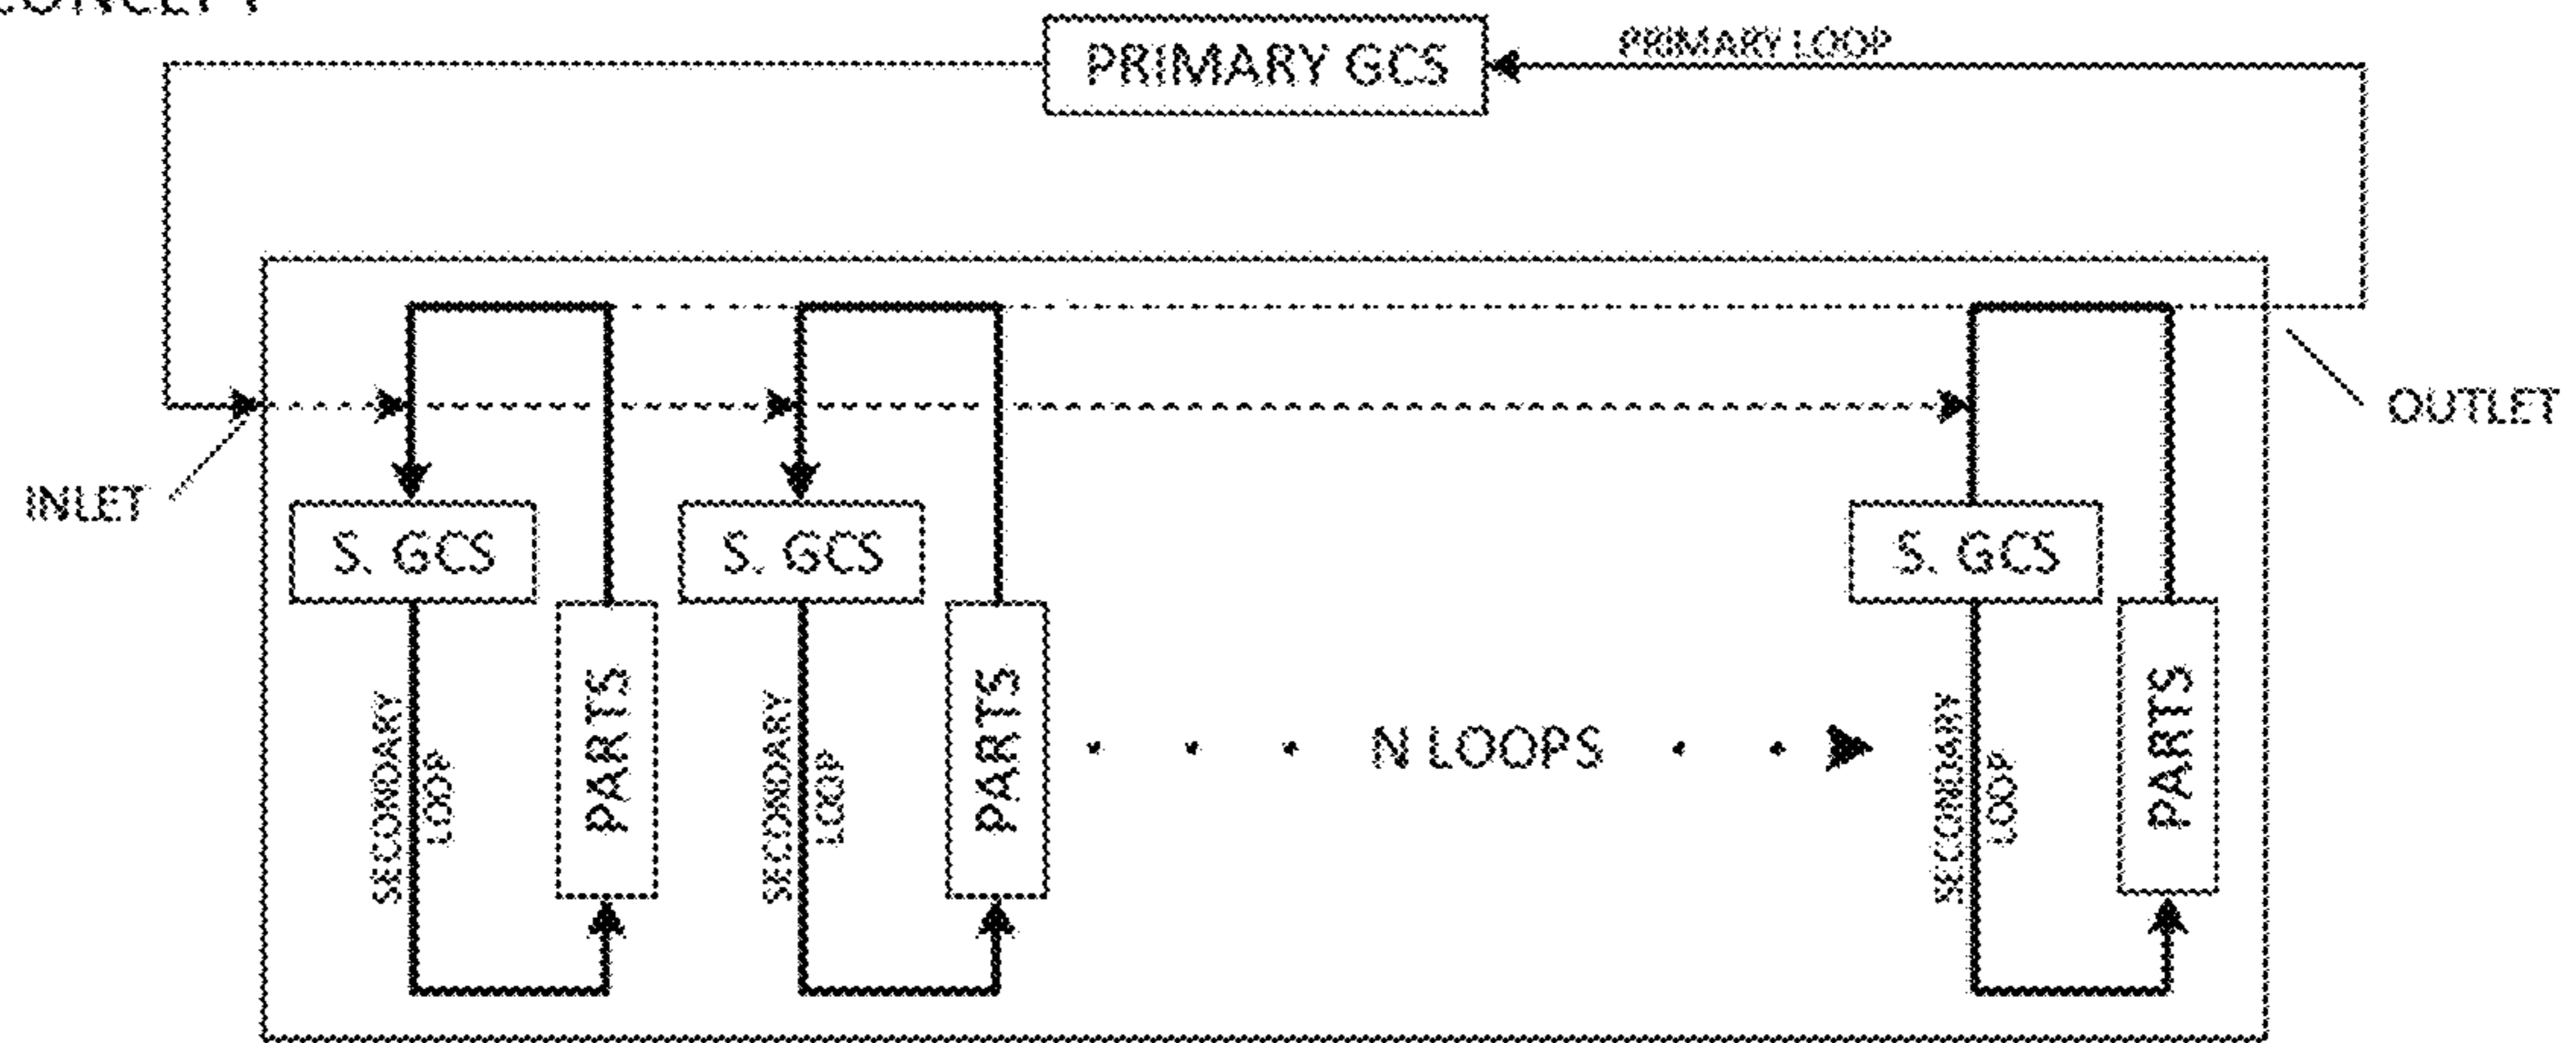 CONCEPT
PRIMARY GCS
PRIMARY LOOP
INLET
OUTLET
S. GCS
S. GCS
S. GCS
SECONDARY
LOOP
PARTS
SECONDARY
LOOP
PARTS
N LOOPS
SECONDARY
LOOP
PARTS